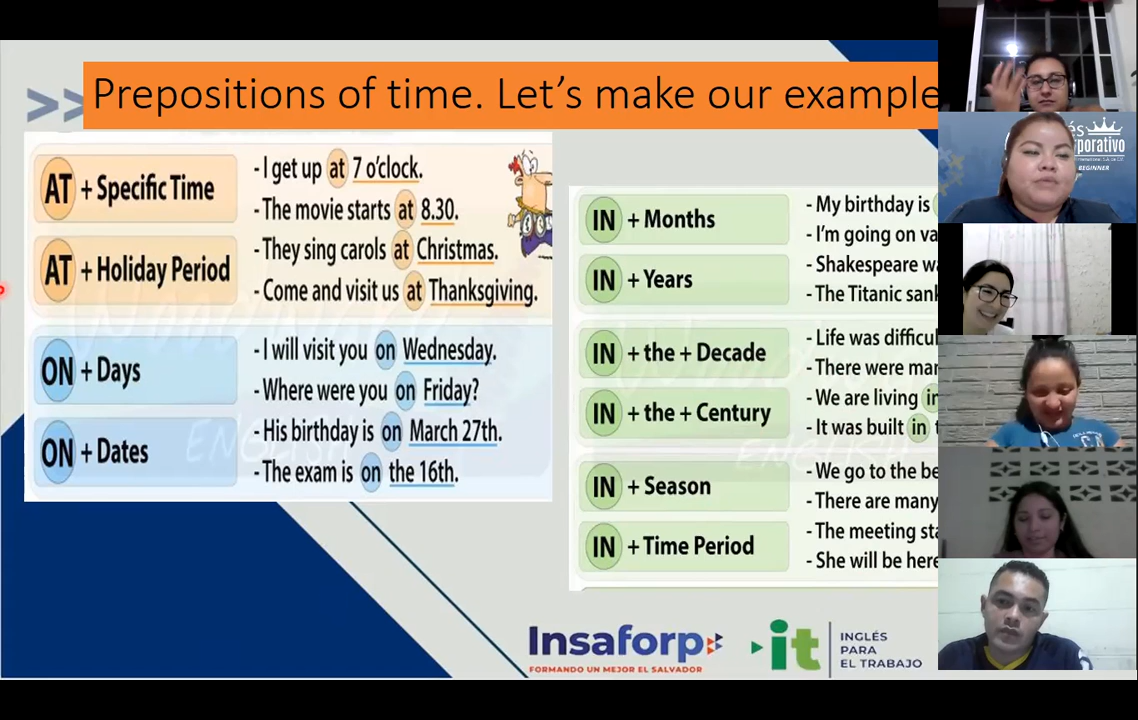 >> Prepositions of time. Let's make our example
AT + Specific Time
- I get up at 7 o'clock.
- The movie starts at 8.30.
AT + Holiday Period
- They sing carols at Christmas.
- Come and visit us at Thanksgiving.
ON + Days
- I will visit you on Wednesday.
- Where were you on Friday?
ON + Dates
- His birthday is on March 27th.
- The exam is on the 16th.
ENGLISH
IN + Months
- My birthday is
- I'm going on va
IN + Years
- Shakespeare wa
- The Titanic sank
IN + the + Decade
- Life was difficul
- There were mar
IN + the + Century
- We are living in
- It was built in t
ENGLISH
IN + Season
- We go to the be
- There are many
IN + Time Period
- The meeting sta
- She will be here
Insaforp
FORMANDO UN MEJOR EL SALVADOR
it
INGLÉS
PARA
EL TRABAJO
és
rporativo
BEGINNER